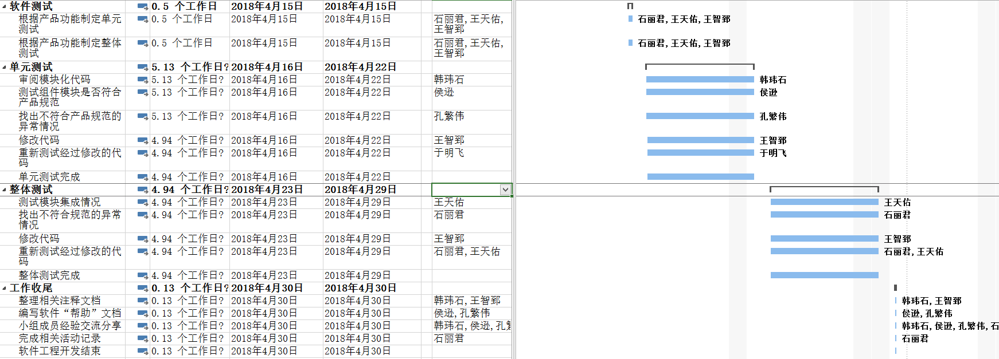 软件测试 0.5 个工作日 2018年4月15日 2018年4月15日
根据产品功能制定单元 0.5 个工作日 2018年4月15日 2018年4月15日 石丽君,王天佑, 石丽君,王天佑,王智郅
测试 王智郅
根据产品功能制定整体 0.5 个工作日 2018年4月15日 2018年4月15日 石丽君,王天佑, 石丽君,王天佑,王智郅
测试 王智郅
单元测试 5.13 个工作日? 2018年4月16日 2018年4月22日
审阅模块化代码 5.13 个工作日? 2018年4月16日 2018年4月22日 韩玮石 韩玮石
测试组件模块是否符合 5.13 个工作日? 2018年4月16日 2018年4月22日 侯逊 侯逊
产品规范
找出不符合产品规范的 5.13 个工作日? 2018年4月16日 2018年4月22日 孔繁伟 孔繁伟
异常情况
修改代码 4.94 个工作日? 2018年4月16日 2018年4月22日 王智郅 王智郅
重新测试经过修改的代 4.94 个工作日? 2018年4月16日 2018年4月22日 于明飞 于明飞
码
单元测试完成 4.94 个工作日? 2018年4月16日 2018年4月22日
整体测试 4.94 个工作日? 2018年4月23日 2018年4月29日
测试模块集成情况 4.94 个工作日? 2018年4月23日 2018年4月29日 王天佑 王天佑
找出不符合规范的异常 4.94 个工作日? 2018年4月23日 2018年4月29日 石丽君 石丽君
情况
修改代码 4.94 个工作日? 2018年4月23日 2018年4月29日 王智郅 王智郅
重新测试经过修改的代 4.94 个工作日? 2018年4月23日 2018年4月29日 石丽君,王天佑 石丽君,王天佑
码
整体测试完成 4.94 个工作日? 2018年4月23日 2018年4月29日
工作收尾 0.13 个工作日? 2018年4月30日 2018年4月30日
整理相关注释文档 0.13 个工作日? 2018年4月30日 2018年4月30日 韩玮石,王智郅 韩玮石,王智郅
编写软件“帮助”文档 0.13 个工作日? 2018年4月30日 2018年4月30日 侯逊,孔繁伟 侯逊,孔繁伟
小组成员经验交流分享 0.13 个工作日? 2018年4月30日 2018年4月30日 韩玮石,侯逊,孔繁 韩玮石,侯逊,孔繁伟,石
完成相关活动记录 0.13 个工作日? 2018年4月30日 2018年4月30日 石丽君 石丽君
软件工程开发结束 0.13 个工作日? 2018年4月30日 2018年4月30日